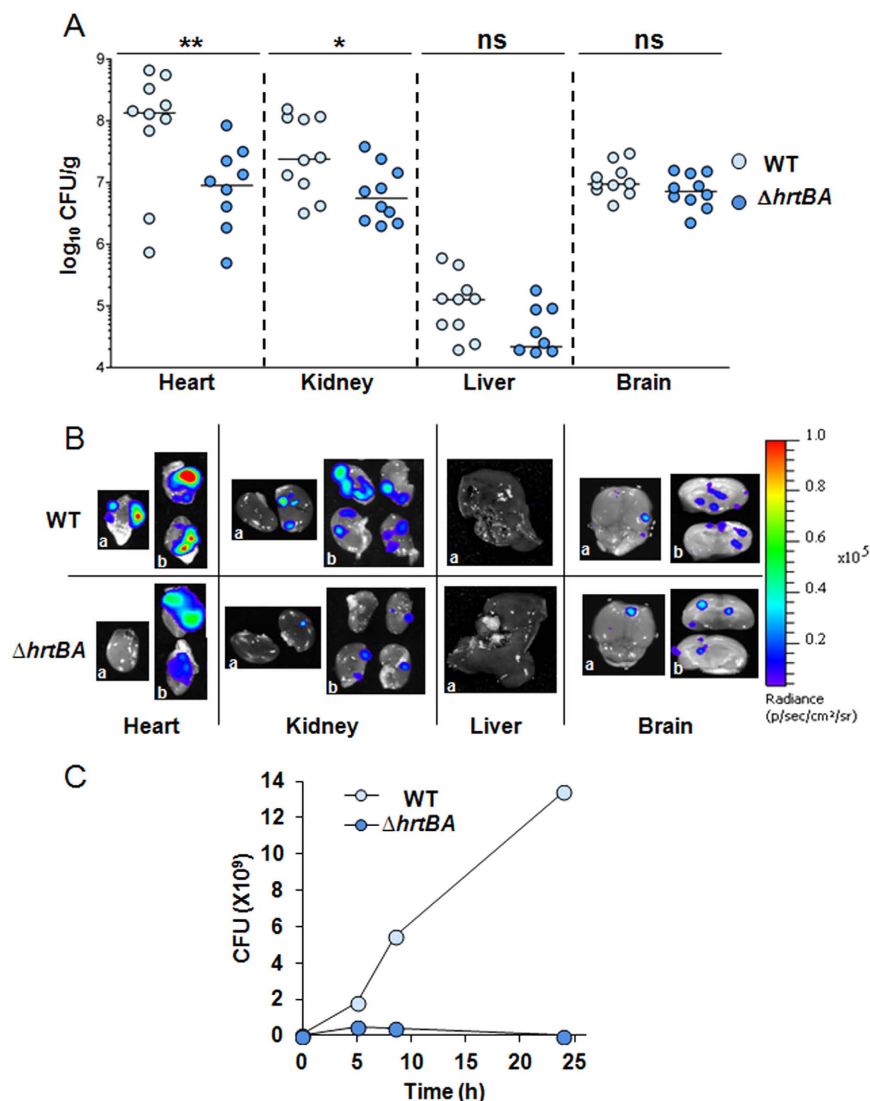 A
** * ns ns
9
8
7
6
5
4
log₁₀ CFU/g
WT
ΔhrtBA
Heart Kidney Liver Brain
B
WT
a b a b a a b
ΔhrtBA
a b a b a a b
Heart Kidney Liver Brain
1.0
0.8
0.6
x10⁵
0.4
0.2
Radiance
(p/sec/cm²/sr)
C
14
12
10
8
6
4
2
0
CFU (X10⁹)
WT
ΔhrtBA
0 5 10 15 20 25
Time (h)